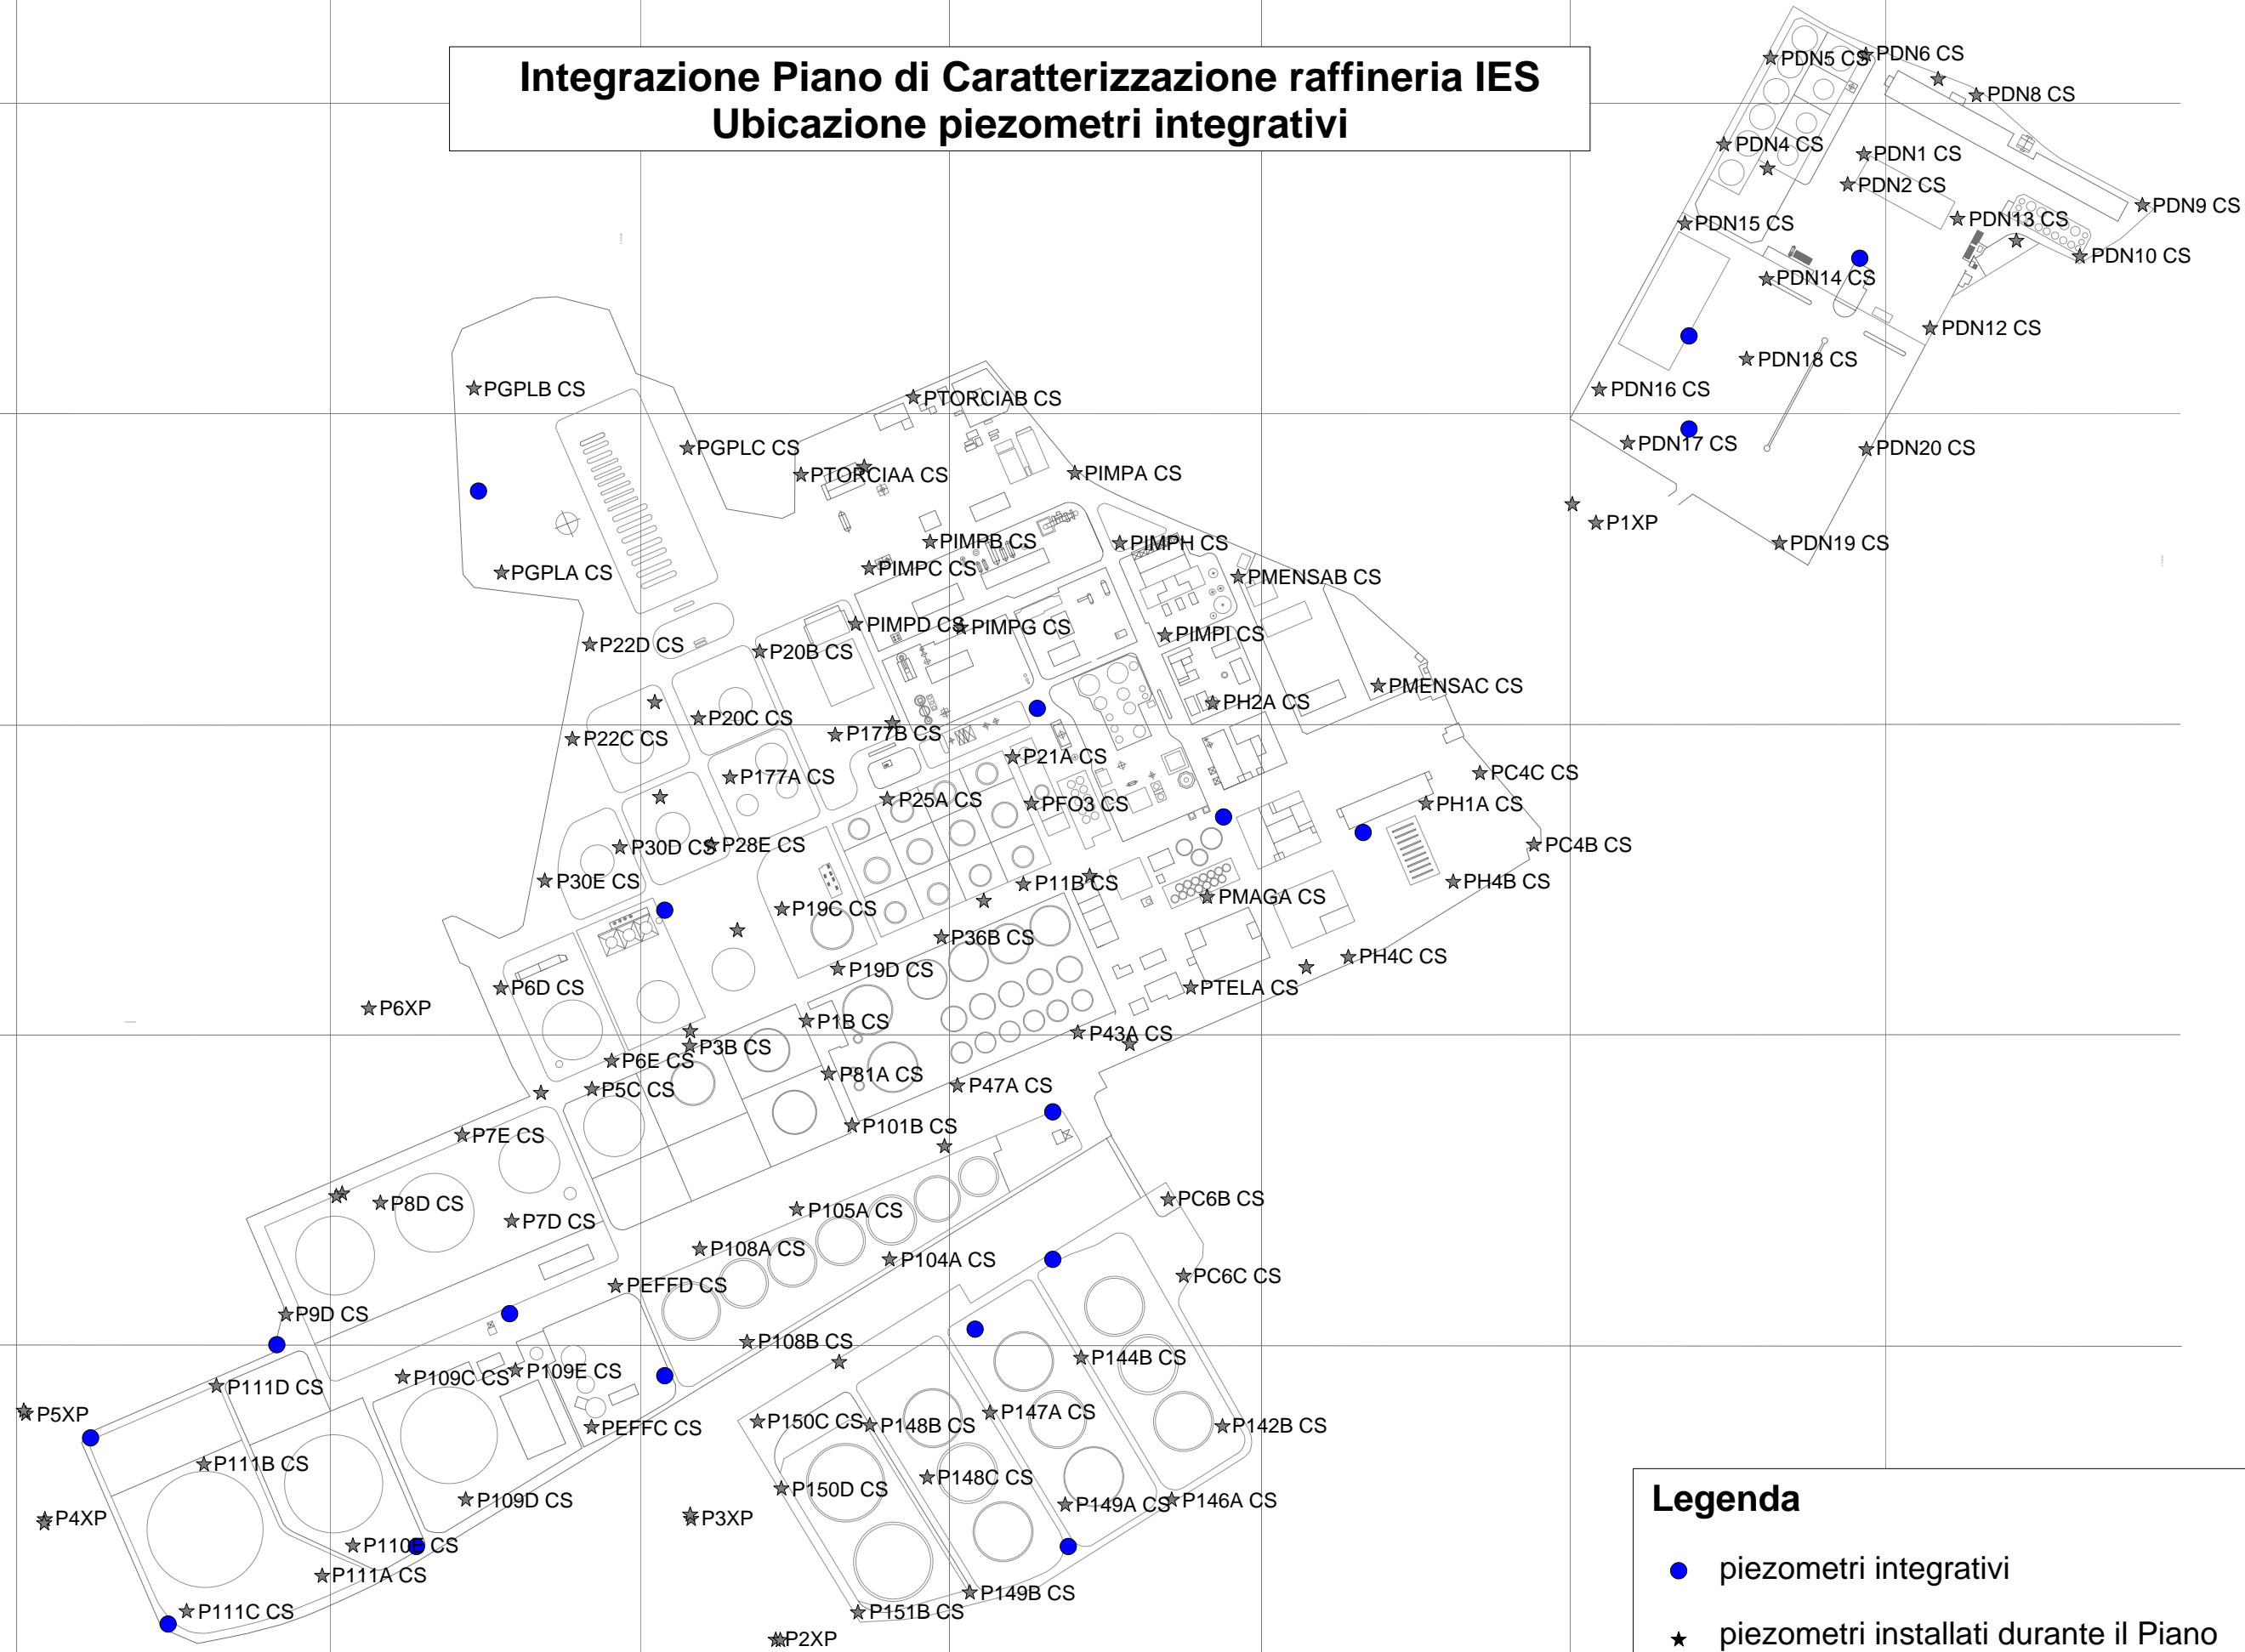 Integrazione Piano di Caratterizzazione raffineria IES
Ubicazione piezometri integrativi
PDN5 CS
PDN6 CS
PDN8 CS
PDN4 CS
PDN1 CS
PDN2 CS
PDN9 CS
PDN15 CS
PDN13 CS
PDN10 CS
PDN14 CS
PDN12 CS
PDN18 CS
PGPLB CS
PTORCIAB CS
PDN16 CS
PGPLC CS
PDN17 CS
PDN20 CS
PTORCIAA CS
PIMPA CS
P1XP
PIMPB CS
PIMPH CS
PDN19 CS
PGPLA CS
PIMPC CS
PMENSAB CS
PIMPD CS
PIMPG CS
PIMPI CS
P22D CS
P20B CS
PMENSAC CS
P20C CS
PH2A CS
P22C CS
P177B CS
P21A CS
P177A CS
PC4C CS
P25A CS
PFO3 CS
PH1A CS
P30D CS
P28E CS
PC4B CS
P30E CS
P11B CS
PH4B CS
P19C CS
PMAGA CS
P36B CS
P19D CS
PH4C CS
P6D CS
PTELA CS
P6XP
P1B CS
P43A CS
P3B CS
P6E CS
P81A CS
P5C CS
P47A CS
P101B CS
P7E CS
P8D CS
PC6B CS
P7D CS
P105A CS
P108A CS
P104A CS
PC6C CS
PEFFD CS
P9D CS
P108B CS
P144B CS
P109E CS
P109C CS
P111D CS
P5XP
P147A CS
P150C CS
P148B CS
P142B CS
PEFFC CS
P111B CS
P148C CS
P150D CS
P109D CS
P149A CS
P146A CS
P4XP
P3XP
P110E CS
P111A CS
P149B CS
P111C CS
P151B CS
P2XP
Legenda
piezometri integrativi
piezometri installati durante il Piano